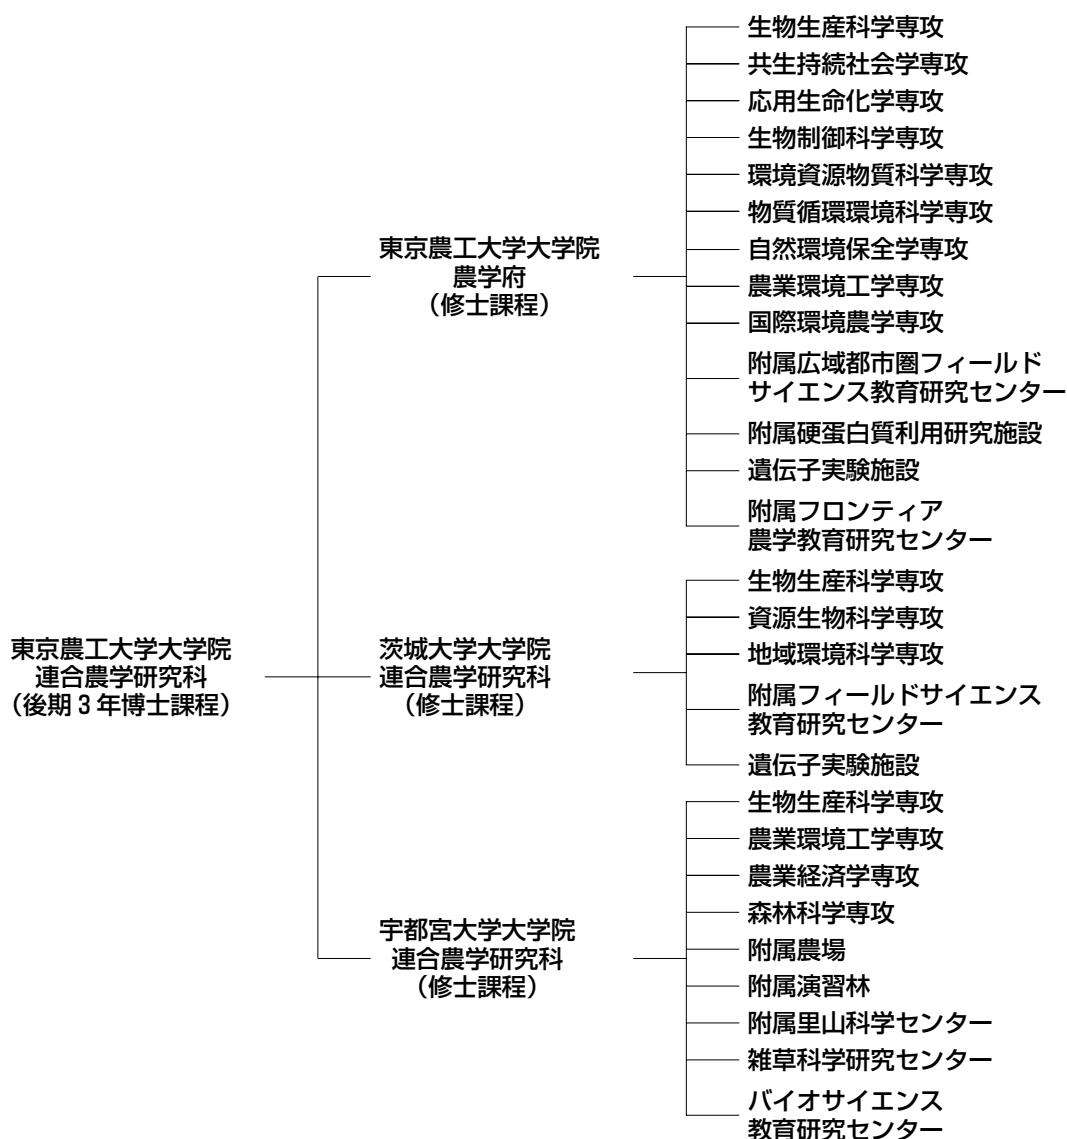 東京農工大学大学院
連合農学研究科
（後期３年博士課程）
東京農工大学大学院
農学府
（修士課程）
生物生産科学専攻
共生持続社会学専攻
応用生命化学専攻
生物制御科学専攻
環境資源物質科学専攻
物質循環環境科学専攻
自然環境保全学専攻
農業環境工学専攻
国際環境農学専攻
附属広域都市圏フィールド
サイエンス教育研究センター
附属硬蛋白質利用研究施設
遺伝子実験施設
附属フロンティア
農学教育研究センター
茨城大学大学院
連合農学研究科
（修士課程）
生物生産科学専攻
資源生物科学専攻
地域環境科学専攻
附属フィールドサイエンス
教育研究センター
遺伝子実験施設
宇都宮大学大学院
連合農学研究科
（修士課程）
生物生産科学専攻
農業環境工学専攻
農業経済学専攻
森林科学専攻
附属農場
附属演習林
附属里山科学センター
雑草科学研究センター
バイオサイエンス
教育研究センター